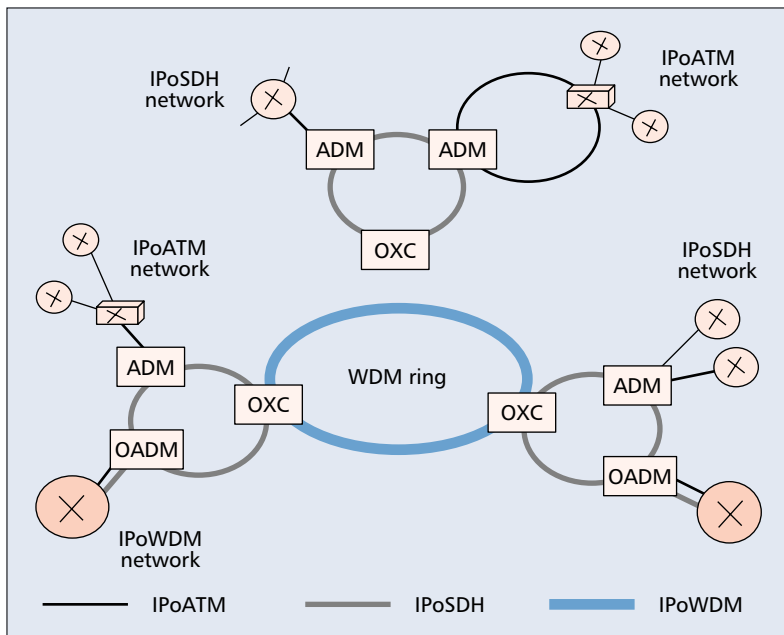 IPoSDH
network
IPoATM
network
ADM
ADM
OXC
IPoATM
network
IPoSDH
network
ADM
WDM ring
ADM
OXC
OXC
OADM
OADM
IPoWDM
network
IPoATM
IPoSDH
IPoWDM